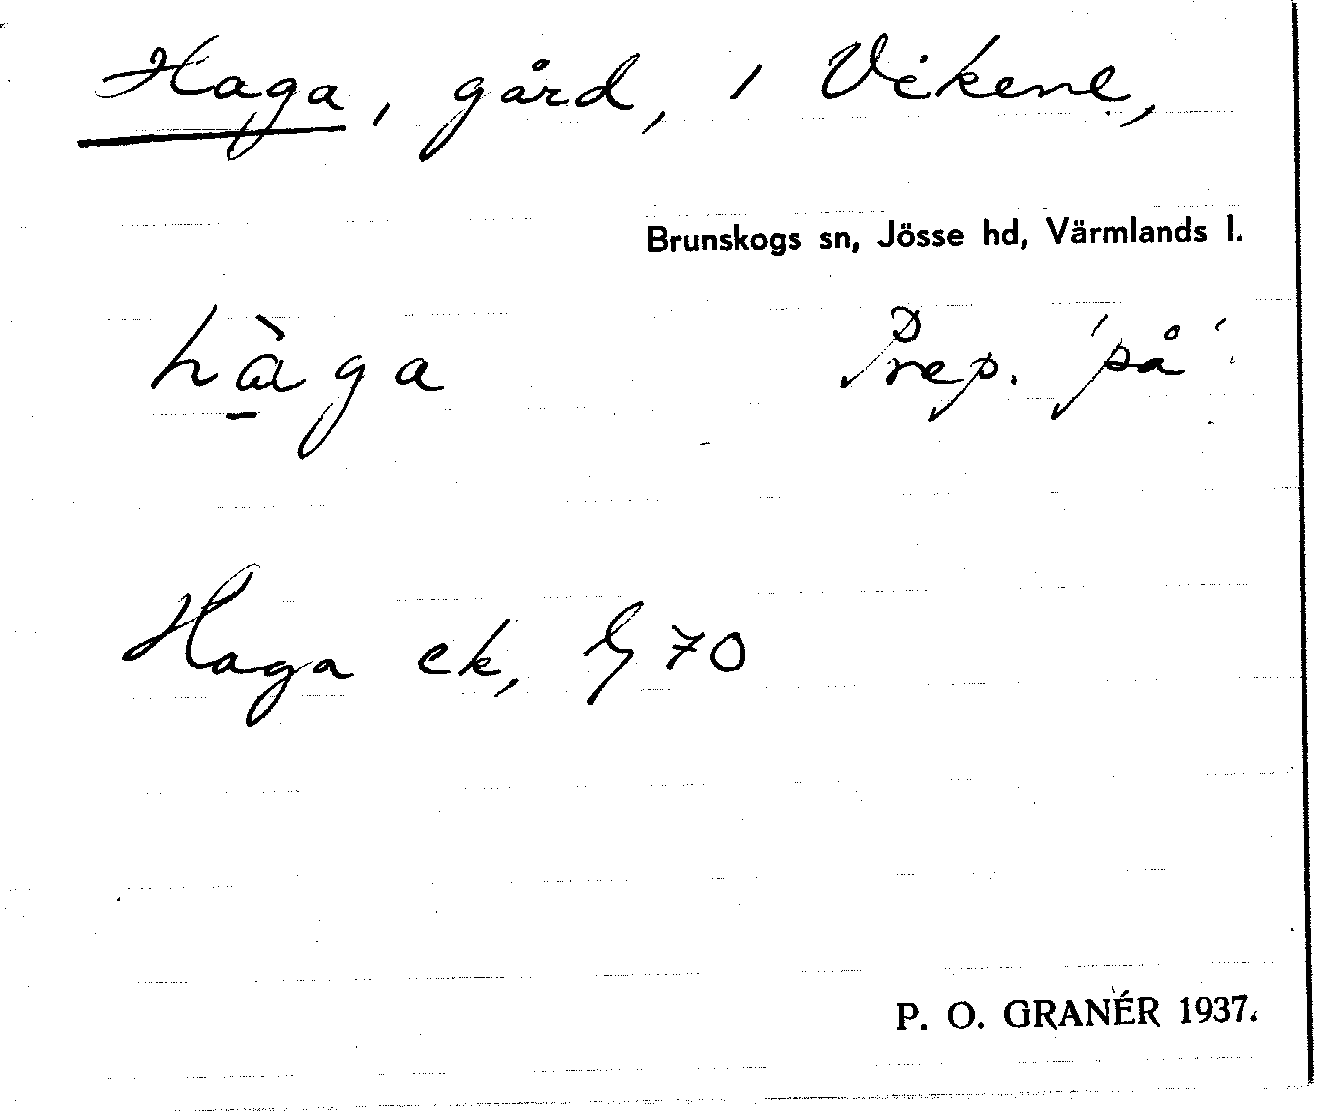 Haga, gård, i Vikene,
Brunskogs sn, Jösse hd, Värmlands l.
hàga Prep. 'på'
Haga ek, G 70
P. O. GRANÉR 1937.